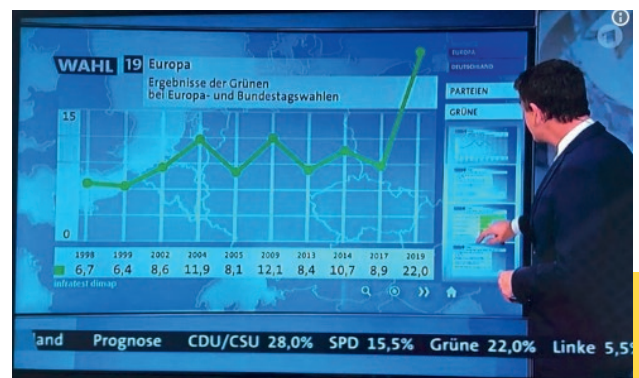 WAHL 19 Europa
Ergebnisse der Grünen
bei Europa- und Bundestagswahlen
EUROPA
DEUTSCHLAND
PARTEIEN
GRÜNE
15
0
1998 1999 2002 2004 2005 2009 2013 2014 2017 2019
6,7 6,4 8,6 11,9 8,1 12,1 8,4 10,7 8,9 22,0
infratest dimap
land Prognose CDU/CSU 28,0% SPD 15,5% Grüne 22,0% Linke 5,5%